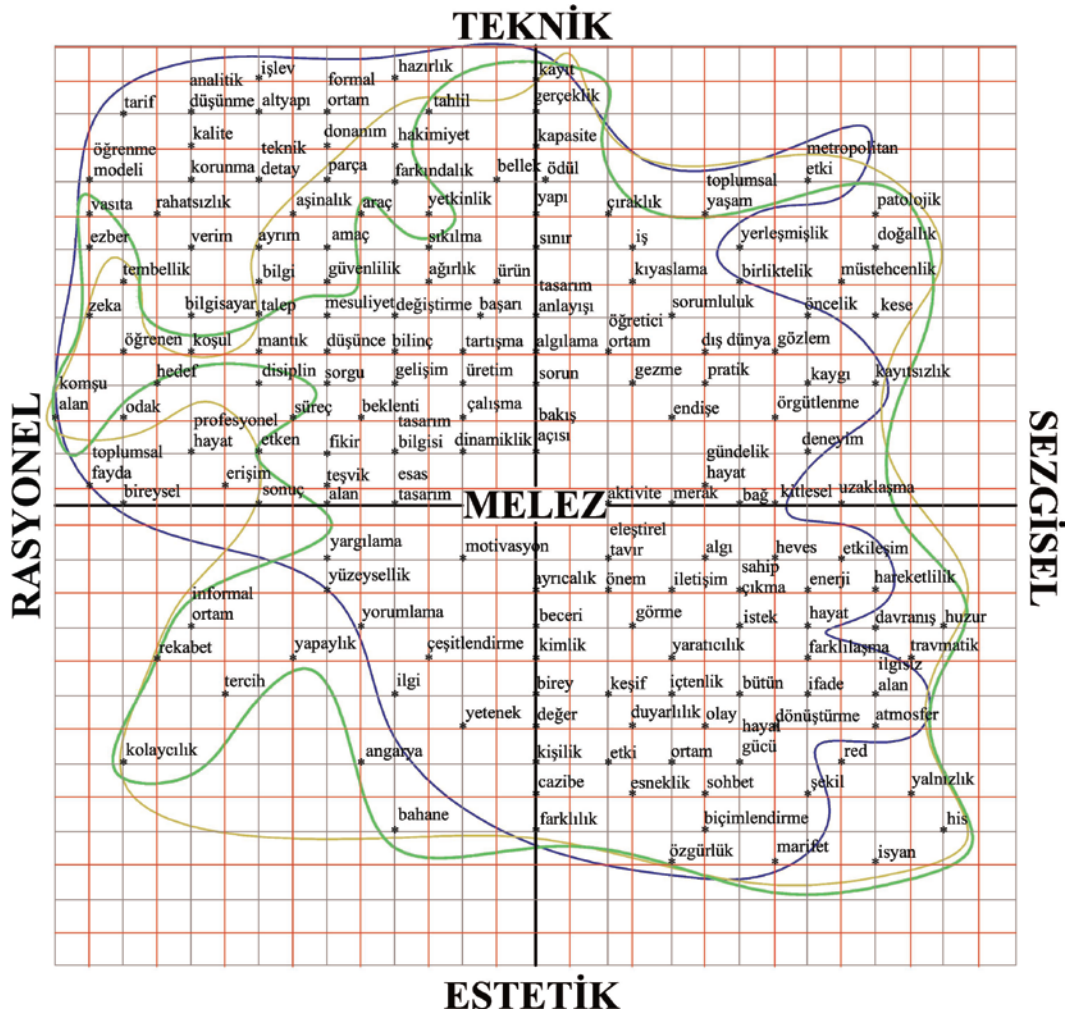 TEKNİK
işlev
hazırlık
kayıt
analitik
düşünme
altyapı
formal
ortam
tarif
tahlil
gerçeklik
kalite
donanım
hakimiyet
kapasite
öğrenme
modeli
korunma
teknik
detay
parça
farkındalık
bellek
ödül
metropolitan
etki
toplumsal
yaşam
vasıta
rahatsızlık
aşinalık
araç
yetkinlik
yapı
çıraklık
patolojik
ezber
verim
ayrım
amaç
sıkılma
sınır
iş
yerleşmişlik
doğallık
tembellik
bilgi
güvenlilik
ağırlık
ürün
tasarım
anlayışı
kıyaslama
birliktelik
müstehcenlik
zeka
bilgisayar
talep
mesuliyet
değiştirme
başarı
sorumluluk
öncelik
kese
öğrenen
koşul
mantık
düşünce
bilinç
tartışma
algılama
öğretici
ortam
dış dünya
gözlem
komşu
alan
hedef
disiplin
sorgu
gelişim
üretim
sorun
gezme
pratik
kaygı
kayıtsızlık
odak
profesyonel
hayat
süreç
beklenti
tasarım
bilgisi
çalışma
bakış
açısı
endişe
örgütlenme
etken
fikir
dinamiklik
gündelik
hayat
deneyim
toplumsal
fayda
bireysel
erişim
sonuç
teşvik
alan
esas
tasarım
aktivite
merak
bağ
kitlesel
uzaklaşma
RASYONEL
MELEZ
SEZGİSEL
yargılama
motivasyon
eleştirel
tavır
algı
heves
etkileşim
yüzeysellik
ayrıcalık
önem
iletişim
sahip
çıkma
enerji
hareketlilik
informal
ortam
yorumlama
beceri
görme
istek
hayat
davranış
huzur
rekabet
yapaylık
çeşitlendirme
kimlik
yaratıcılık
farklılaşma
travmatik
tercih
ilgi
birey
keşif
içtenlik
bütün
ifade
ilgisiz
alan
yetenek
değer
duyarlılık
olay
hayal
gücü
dönüştürme
atmosfer
kolaycılık
angarya
kişilik
etki
ortam
red
cazibe
esneklik
sohbet
şekil
yalnızlık
bahane
farklılık
biçimlendirme
his
özgürlük
marifet
isyan
ESTETİK